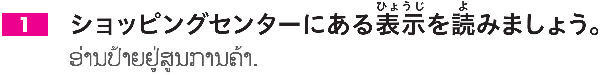 1 ショッピングセンターにある表示を読みましょう。
ອ່ານປ້າຍຢູ່ສູນການຄ້າ.